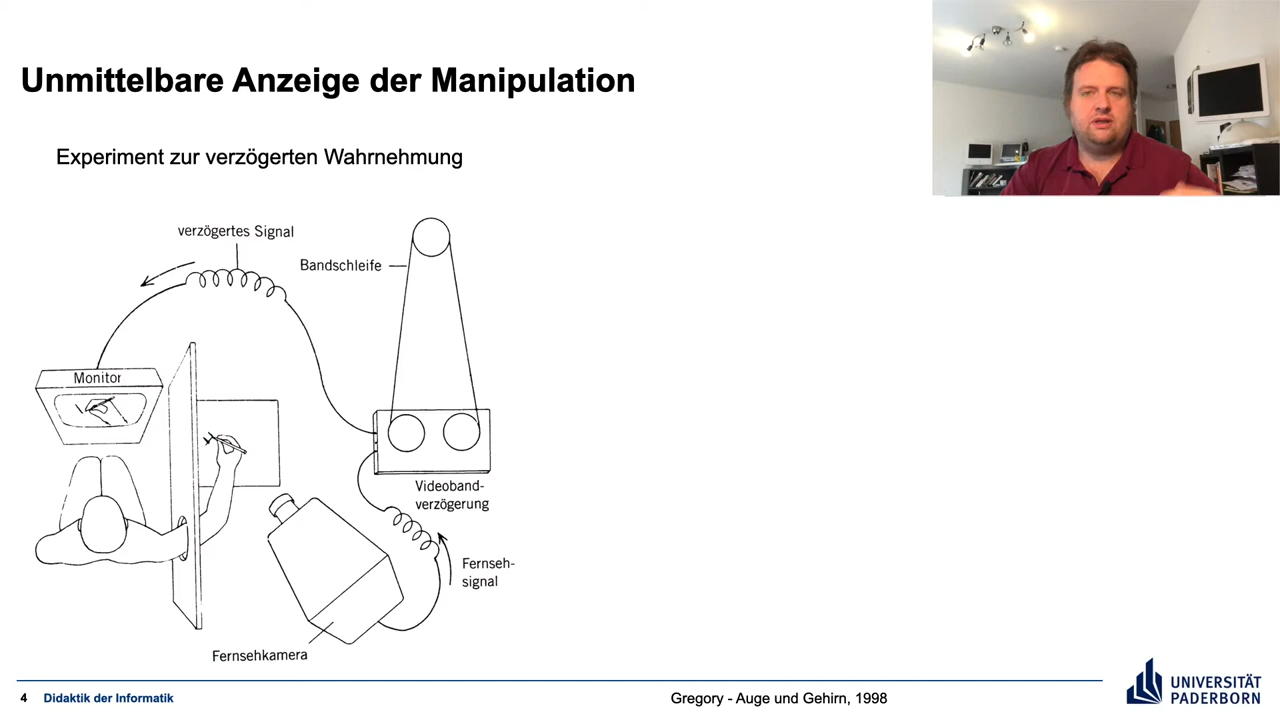 Unmittelbare Anzeige der Manipulation
Experiment zur verzögerten Wahrnehmung
verzögertes Signal
Bandschleife
Monitor
Videoband-
verzögerung
Fernseh-
signal
Fernsehkamera
4 Didaktik der Informatik
Gregory - Auge und Gehirn, 1998
UNIVERSITÄT
PADERBORN